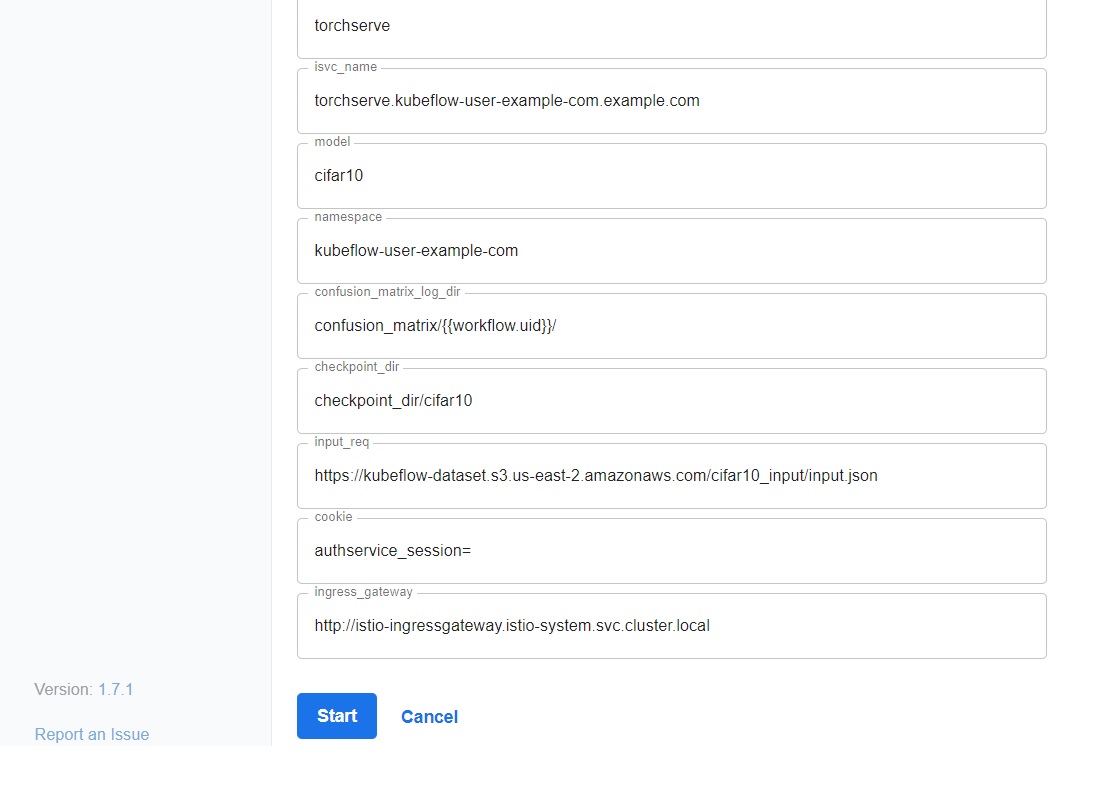 torchserve
isvc_name
torchserve.kubeflow-user-example-com.example.com
model
cifar10
namespace
kubeflow-user-example-com
confusion_matrix_log_dir
confusion_matrix/{{workflow.uid}}/
checkpoint_dir
checkpoint_dir/cifar10
input_req
https://kubeflow-dataset.s3.us-east-2.amazonaws.com/cifar10_input/input.json
cookie
authservice_session=
ingress_gateway
http://istio-ingressgateway.istio-system.svc.cluster.local
Version: 1.7.1
Start Cancel
Report an Issue